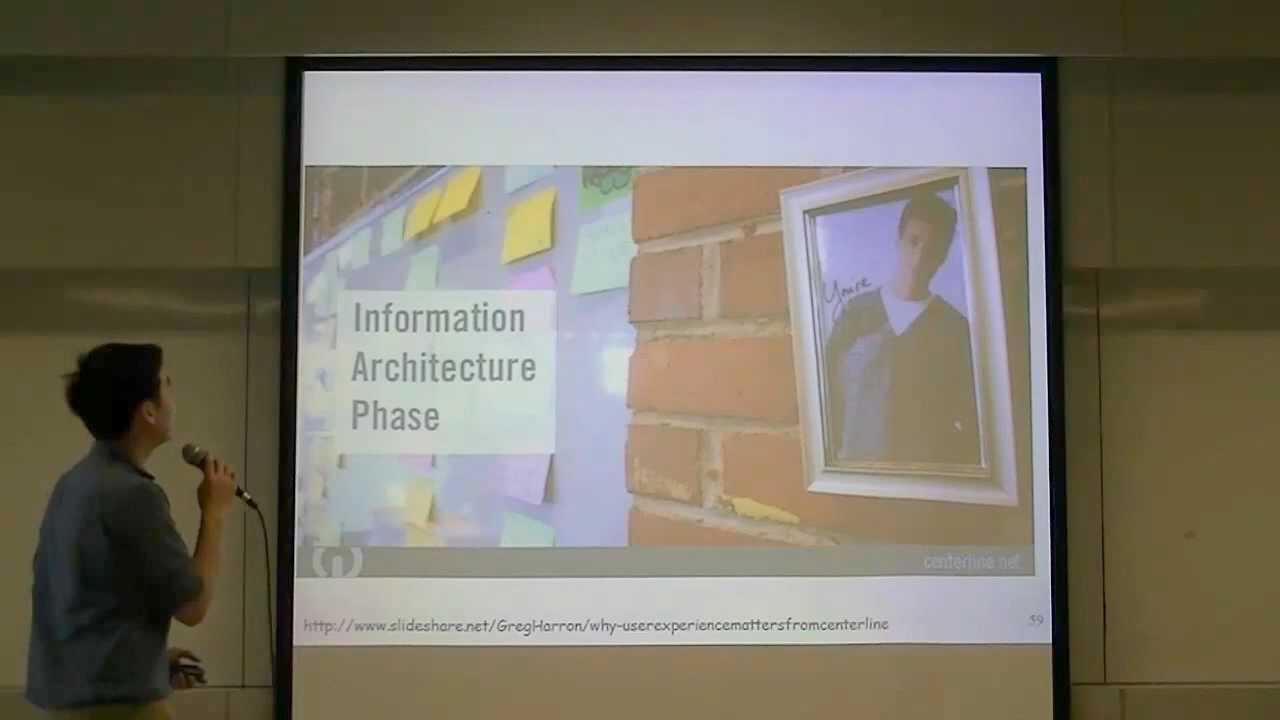 Information
Architecture
Phase
You're
centerline.net
http://www.slideshare.net/GregHarron/why-userexperiencemattersfromcenterline
59